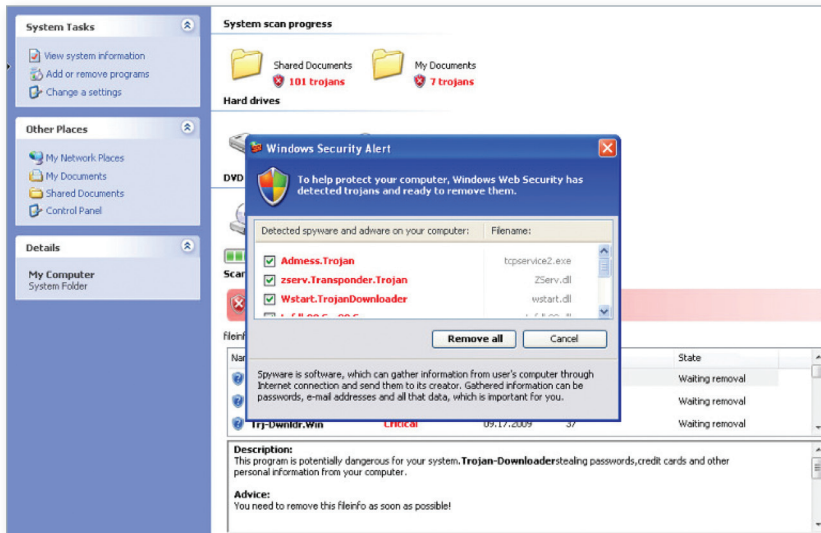 System Tasks
View system information
Add or remove programs
Change a settings
Other Places
My Network Places
My Documents
Shared Documents
Control Panel
Details
My Computer
System Folder
System scan progress
Shared Documents
101 trojans
My Documents
7 trojans
Hard drives
DVD
Windows Security Alert
To help protect your computer, Windows Web Security has
detected trojans and ready to remove them.
Detected spyware and adware on your computer: Filename:
Admess.Trojan tcpservice2.exe
zserv.Transponder.Trojan ZServ.dll
Wstart.TrojanDownloader wstart.dll
Remove all Cancel
Spyware is software, which can gather information from user's computer through
Internet connection and send them to its creator. Gathered information can be
passwords, e-mail addresses and all that data, which is important for you.
State
Waiting removal
Waiting removal
Trj-Dwnldr.Win Critical 09.17.2009 37 Waiting removal
Description:
This program is potentially dangerous for your system.Trojan-Downloaderstealing passwords,credit cards and other
personal information from your computer.
Advice:
You need to remove this fileinfo as soon as possible!